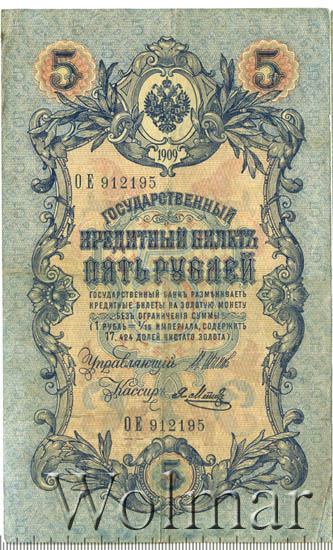 5 5
1909
ОЕ 912195
ГОСУДАРСТВЕННЫЙ
КРЕДИТНЫЙ БИЛЕТЪ
ПЯТЬ РУБЛЕЙ
ГОСУДАРСТВЕННЫЙ БАНКЪ РАЗМѢНИВАЕТЪ
КРЕДИТНЫЕ БИЛЕТЫ НА ЗОЛОТУЮ МОНЕТУ
БЕЗЪ ОГРАНИЧЕНІЯ СУММЫ
(1 РУБЛЬ = 1/15 ИМПЕРІАЛА, СОДЕРЖИТЪ
17,424 ДОЛЕЙ ЧИСТАГО ЗОЛОТА).
Управляющій
Кассиръ
ОЕ 912195
5
Wolmar